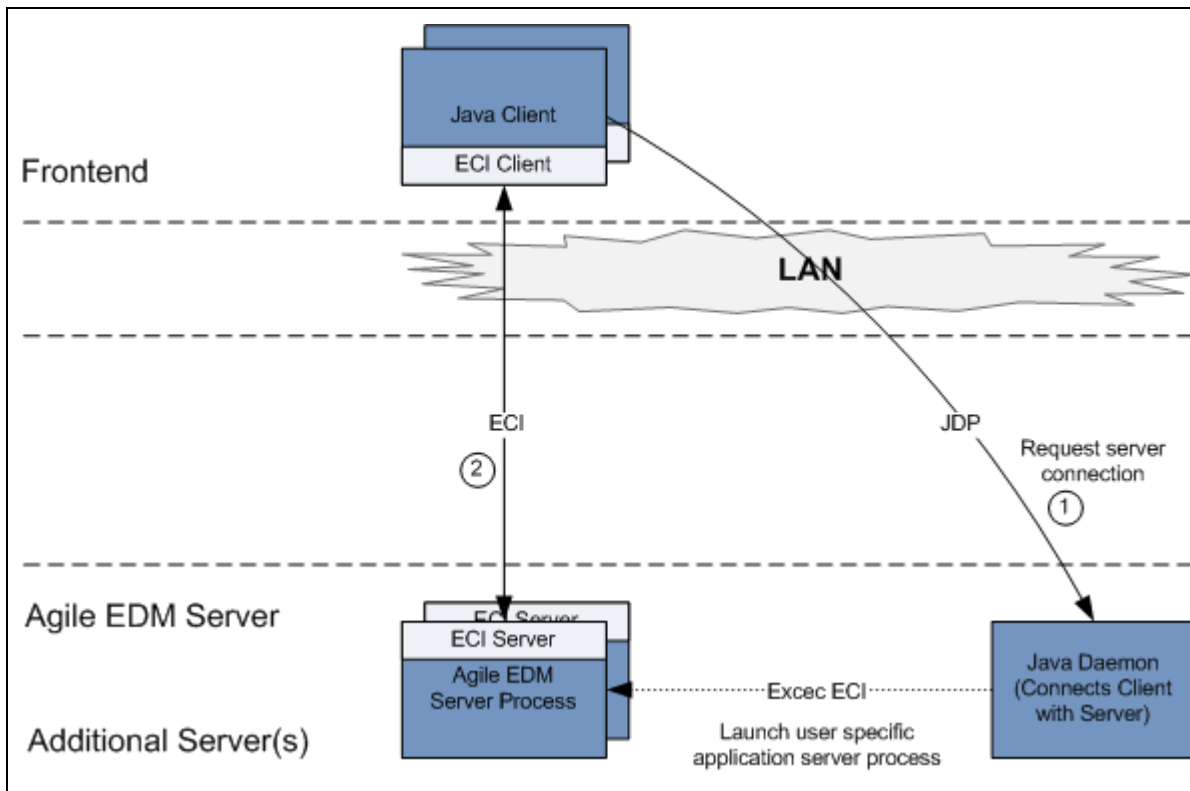 Java Client
ECI Client
Frontend
LAN
ECI
JDP
2
Request server
connection
1
Agile EDM Server
ECI Server
ECI Server
Agile EDM
Server Process
Java Daemon
(Connects Client
with Server)
Excec ECI
Launch user specific
application server process
Additional Server(s)